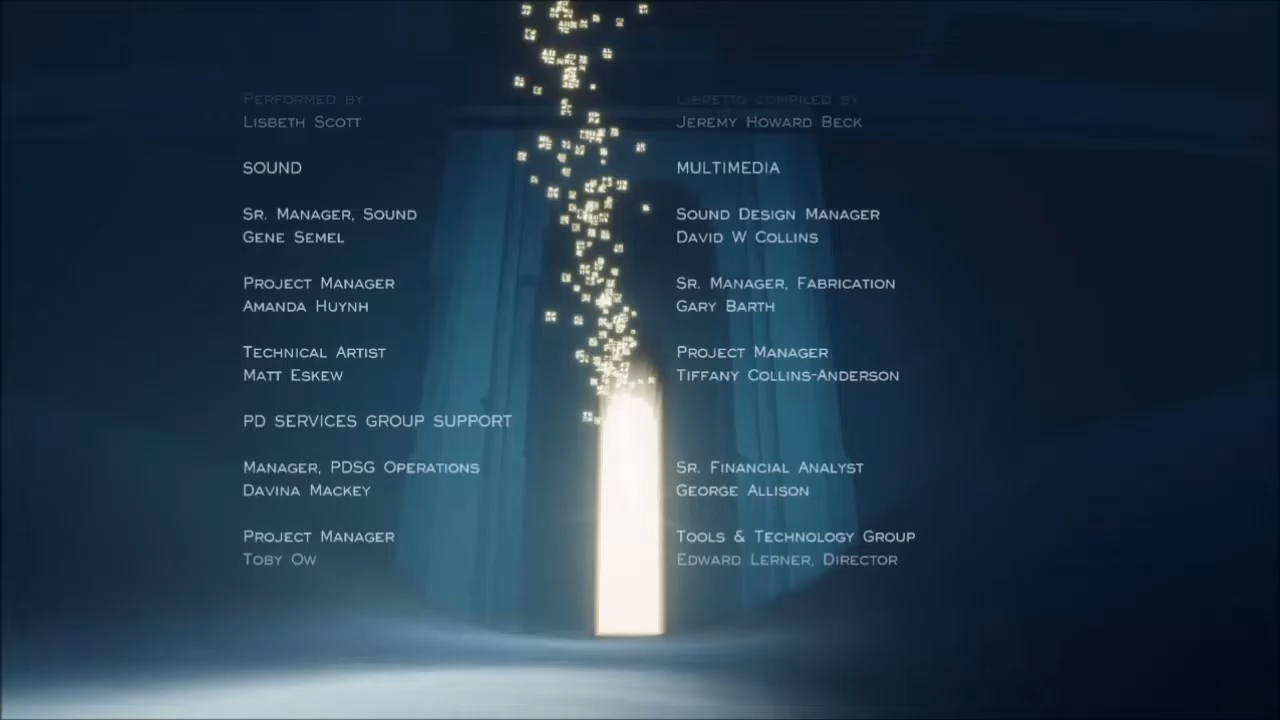 Performed by
Lisbeth Scott
SOUND
Sr. Manager, Sound
Gene Semel
Project Manager
Amanda Huynh
Technical Artist
Matt Eskew
PD SERVICES GROUP SUPPORT
Manager, PDSG Operations
Davina Mackey
Project Manager
Toby Ow
Libretto compiled by
Jeremy Howard Beck
MULTIMEDIA
Sound Design Manager
David W Collins
Sr. Manager, Fabrication
Gary Barth
Project Manager
Tiffany Collins-Anderson
Sr. Financial Analyst
George Allison
Tools & Technology Group
Edward Lerner, Director